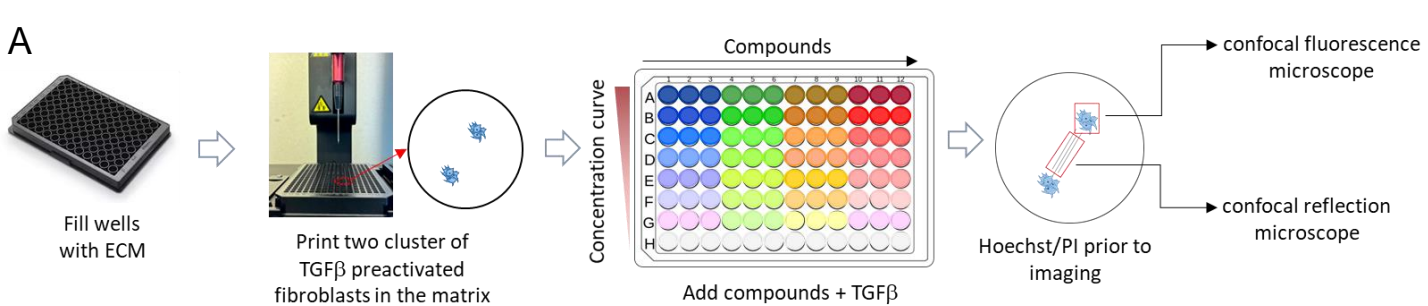 A
Fill wells
with ECM
Print two cluster of
TGFβ preactivated
fibroblasts in the matrix
Compounds
Concentration curve
1 2 3 4 5 6 7 8 9 10 11 12
A
B
C
D
E
F
G
H
Add compounds + TGFβ
Hoechst/PI prior to
imaging
confocal fluorescence
microscope
confocal reflection
microscope